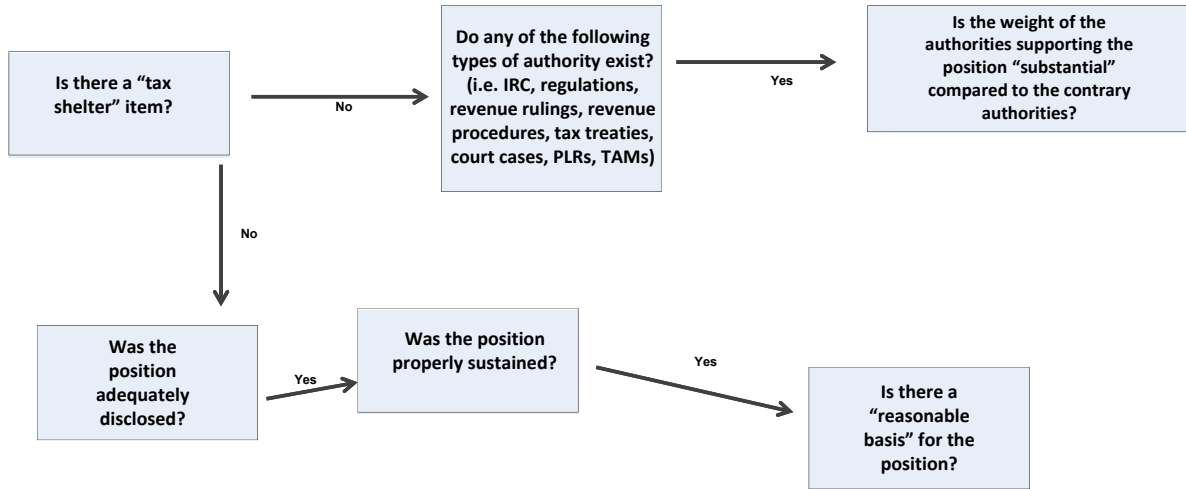 Is there a “tax
shelter” item?
No
Do any of the following
types of authority exist?
(i.e. IRC, regulations,
revenue rulings, revenue
procedures, tax treaties,
court cases, PLRs, TAMs)
Yes
Is the weight of the
authorities supporting the
position “substantial”
compared to the contrary
authorities?
No
Was the
position
adequately
disclosed?
Yes
Was the position
properly sustained?
Yes
Is there a
“reasonable
basis” for the
position?